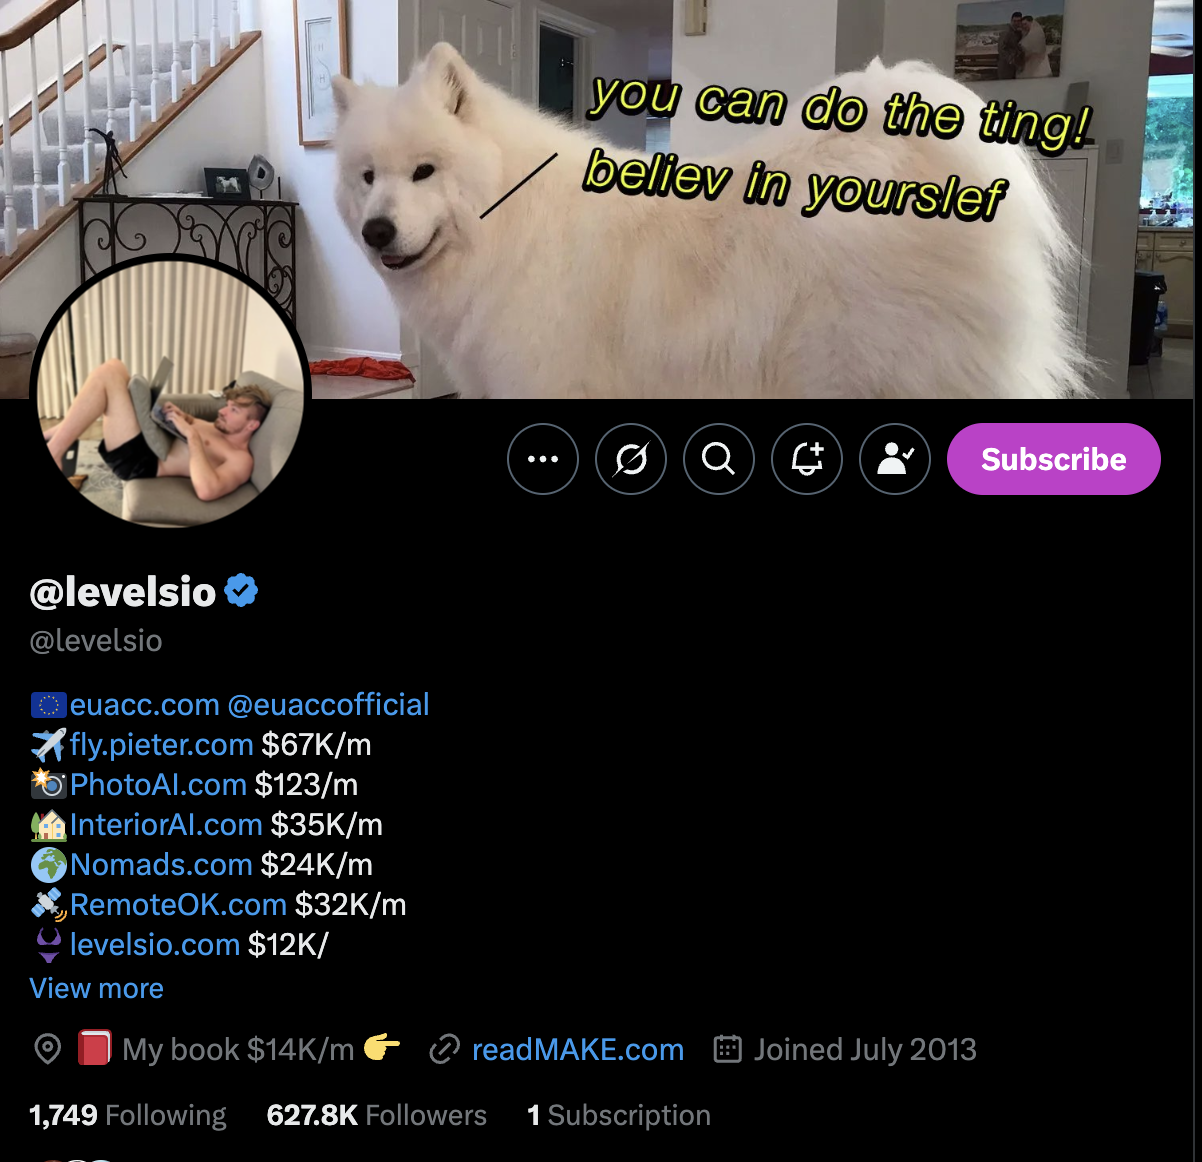 you can do the ting!
believ in yourslef
Subscribe
@levelsio
@levelsio
euacc.com @euaccofficial
fly.pieter.com $67K/m
PhotoAI.com $123/m
InteriorAI.com $35K/m
Nomads.com $24K/m
RemoteOK.com $32K/m
levelsio.com $12K/
View more
My book $14K/m readMAKE.com Joined July 2013
1,749 Following 627.8K Followers 1 Subscription